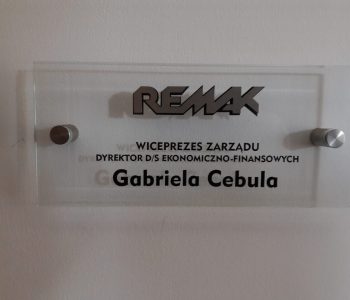 REMAK
WICEPREZES ZARZĄDU
DYREKTOR D/S EKONOMICZNO-FINANSOWYCH
Gabriela Cebula